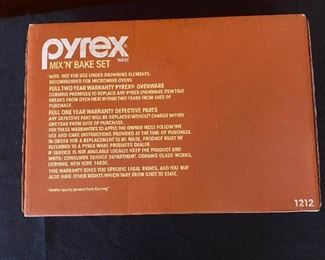 pyrex
WARE
MIX'N'BAKE SET
NOTE: NOT FOR USE UNDER BROWNING ELEMENTS.
RECOMMENDED FOR MICROWAVE OVENS
FULL TWO YEAR WARRANTY PYREX® OVENWARE
CORNING PROMISES TO REPLACE ANY PYREX OVENWARE ITEM THAT
BREAKS FROM OVEN HEAT WITHIN TWO YEARS FROM DATE OF
PURCHASE.
FULL ONE YEAR WARRANTY DEFECTIVE PARTS
ANY DEFECTIVE PART WILL BE REPLACED WITHOUT CHARGE WITHIN
ONE YEAR FROM DATE OF PURCHASE.
FOR THESE WARRANTIES TO APPLY THE OWNER MUST FOLLOW THE
USE AND CARE INSTRUCTIONS PROVIDED AT THE TIME OF PURCHASE.
IN ORDER FOR A REPLACEMENT TO BE MADE, PRODUCT MUST BE
RETURNED TO A PYREX WARE PRODUCTS DEALER.
IF SERVICE IS NOT AVAILABLE LOCALLY, KEEP THE PRODUCT AND
WRITE: CONSUMER SERVICE DEPARTMENT, CORNING GLASS WORKS,
CORNING, NEW YORK 14830.
THIS WARRANTY GIVES YOU SPECIFIC LEGAL RIGHTS, AND YOU MAY
ALSO HAVE OTHER RIGHTS WHICH VARY FROM STATE TO STATE.
"Another quality product from Corning"
1212